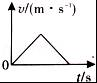 v/(m · s⁻¹)
0
t/s